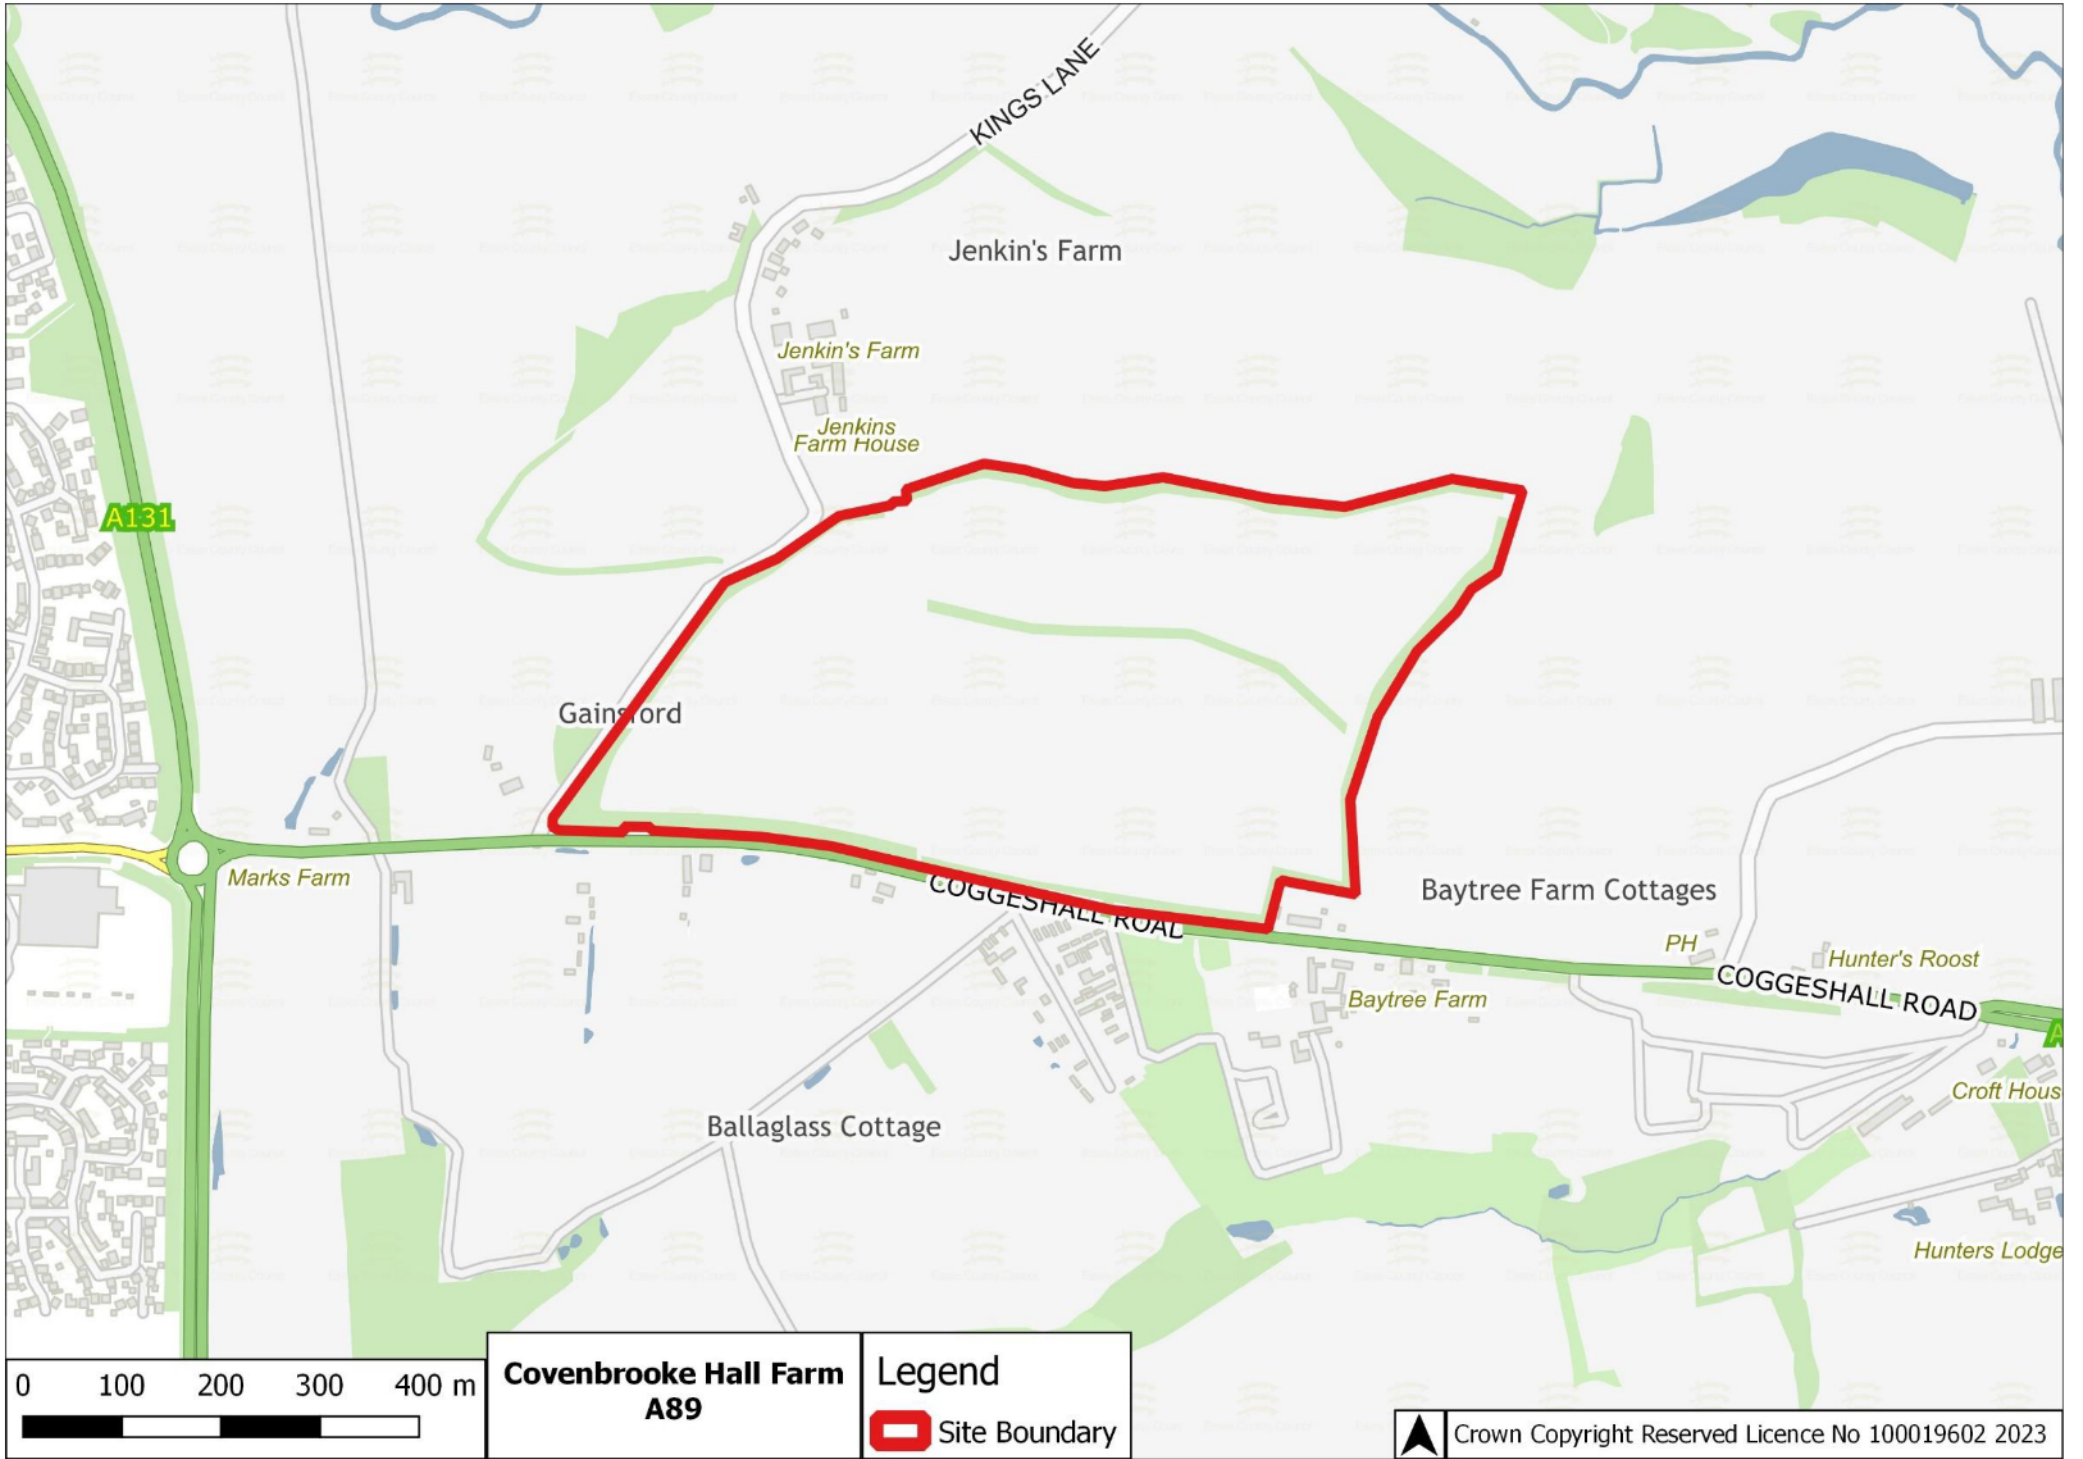 KINGS LANE
Jenkin's Farm
Jenkin's Farm
Jenkins
Farm House
A131
Gainsford
Marks Farm
COGGESHALL ROAD
Baytree Farm Cottages
PH
Hunter's Roost
COGGESHALL ROAD
Baytree Farm
A
Croft Hous
Ballaglass Cottage
Hunters Lodge
0 100 200 300 400 m
Covenbrooke Hall Farm
A89
Legend
Site Boundary
Crown Copyright Reserved Licence No 100019602 2023